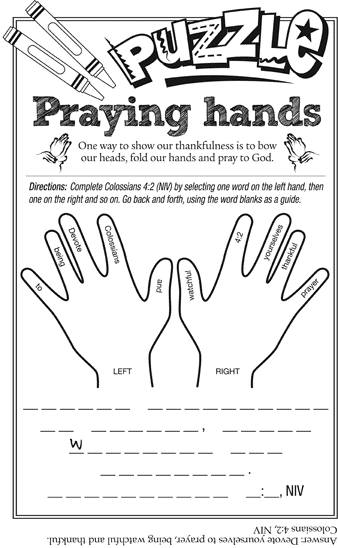 PUZZLE
Praying hands
One way to show our thankfulness is to bow
our heads, fold our hands and pray to God.
Directions: Complete Colossians 4:2 (NIV) by selecting one word on the left hand, then
one on the right and so on. Go back and forth, using the word blanks as a guide.
to
being
Devote
Colossians
and
watchful
4:2
yourselves
thankful
prayer
LEFT
RIGHT
_ _ _ _ _ _ _ _ _ _ _ _ _ _ _ _
_ _ _ _ _ _ _ _ , _ _ _ _ _
w _ _ _ _ _ _ _ _ _ _
_ _ _ _ _ _ _ _ .
_ _ _ _ _ _ _ _ _ _ _:_, NIV
Answer: Devote yourselves to prayer, being watchful and thankful.
Colossians 4:2, NIV